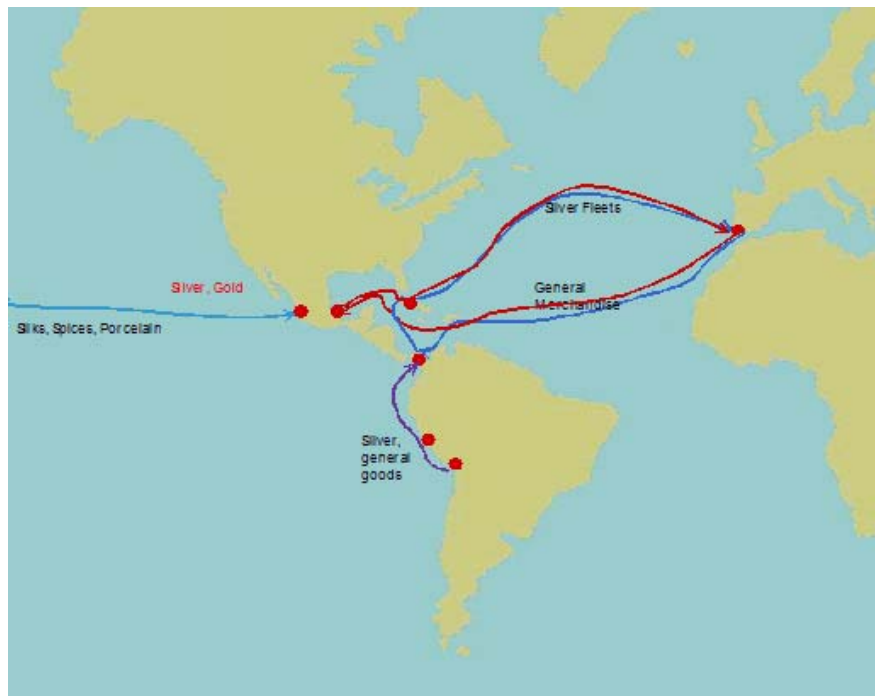 Silver Fleets
Silver, Gold
General
Merchandise
Silks, Spices, Porcelain
Silver,
general
goods